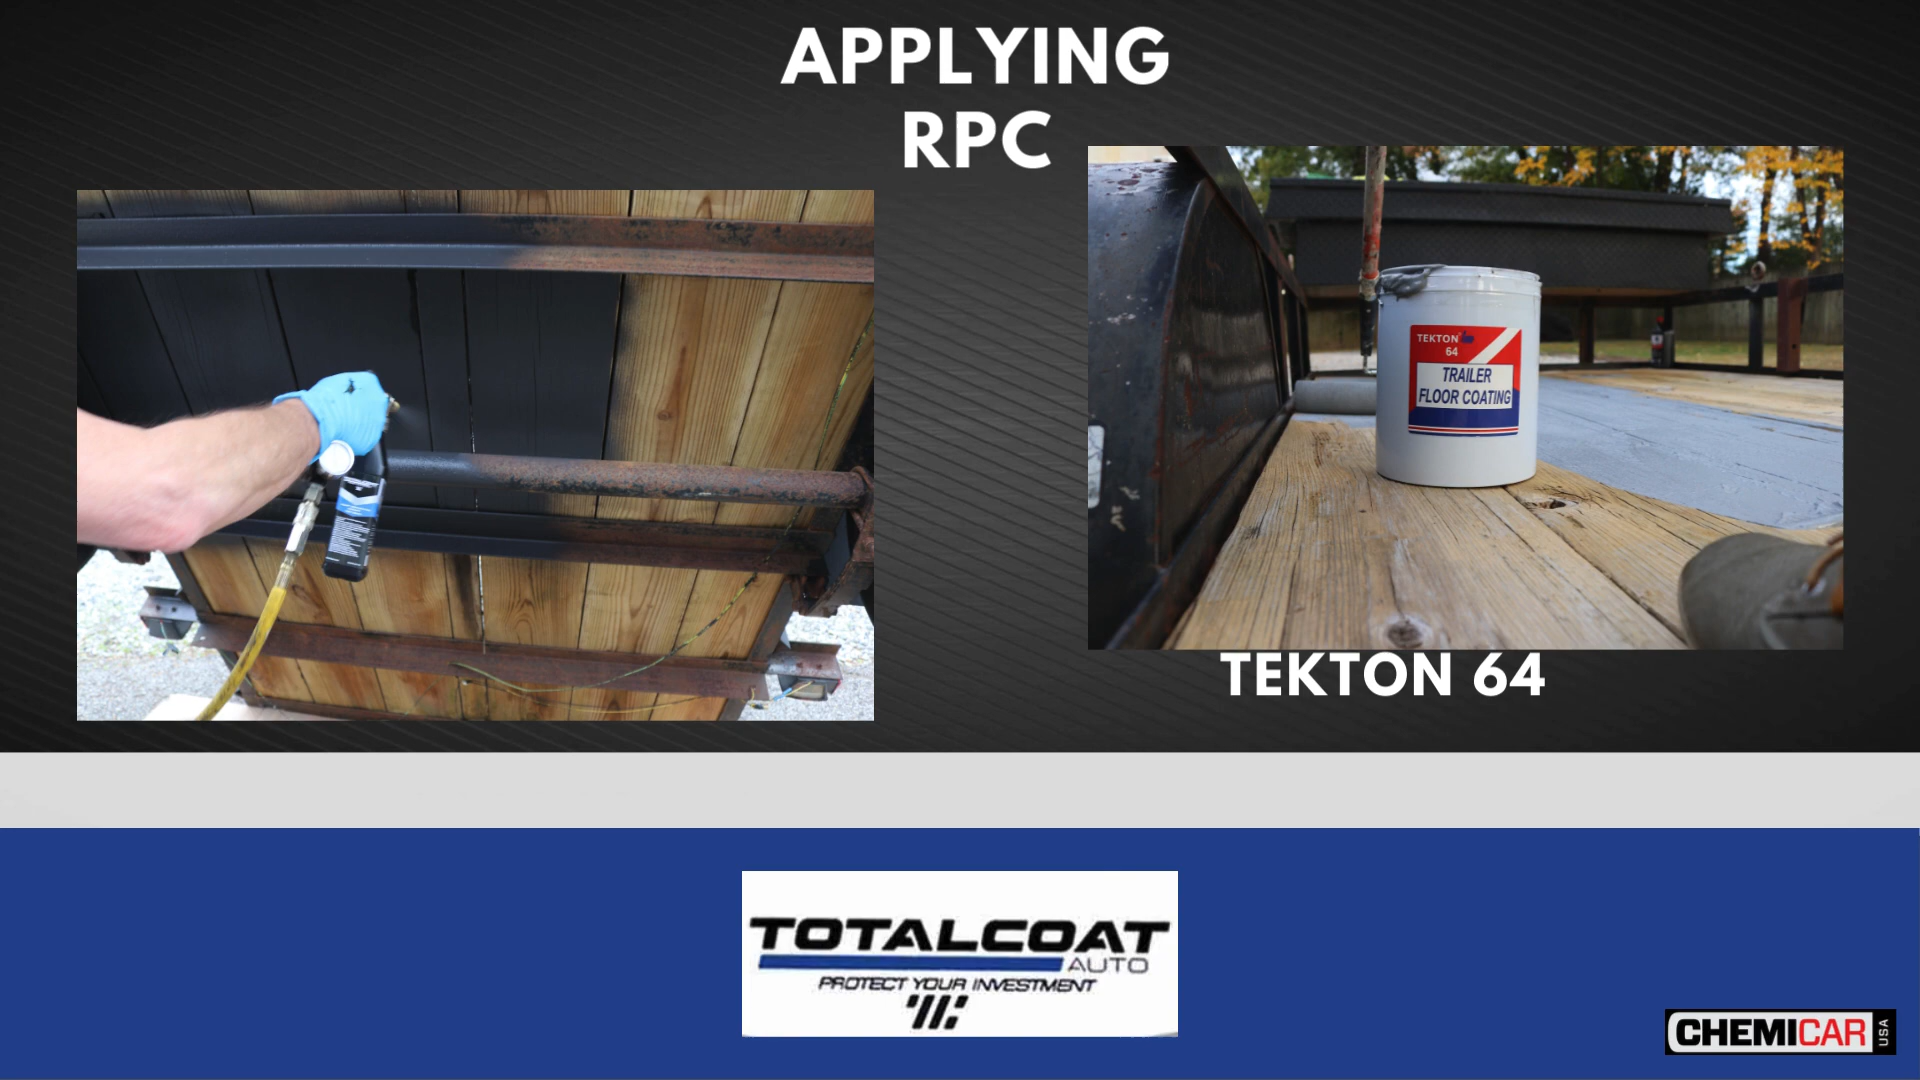 APPLYING
RPC
TEKTON
64
TRAILER
FLOOR COATING
TEKTON 64
TOTALCOAT
AUTO
PROTECT YOUR INVESTMENT
CHEMICAR USA